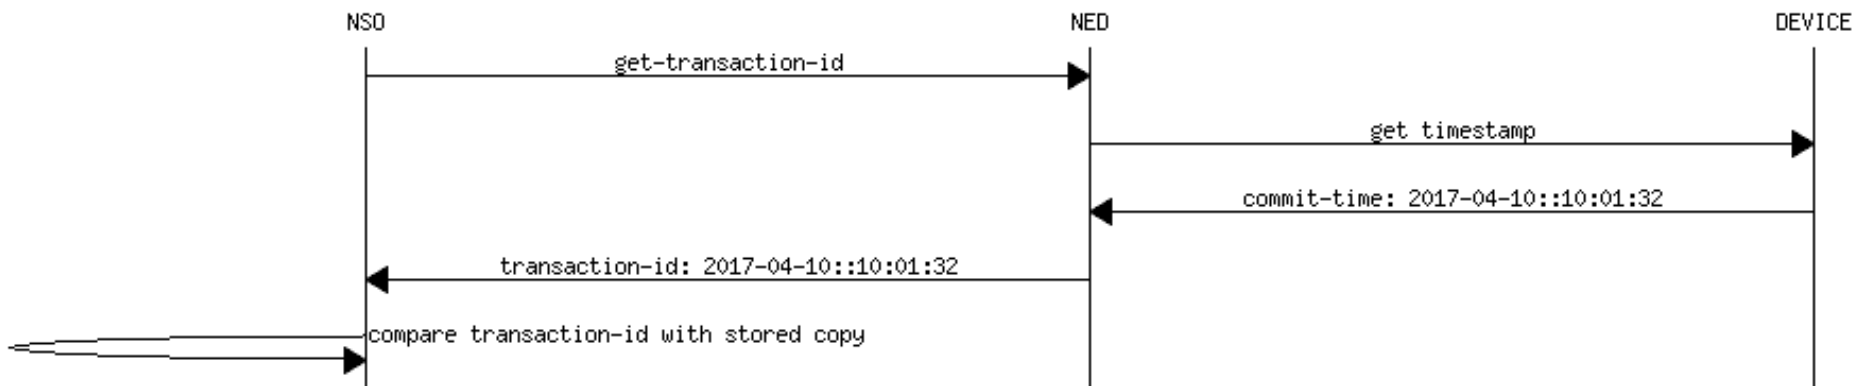 NSO NED DEVICE
get-transaction-id
get timestamp
commit-time: 2017-04-10::10:01:32
transaction-id: 2017-04-10::10:01:32
compare transaction-id with stored copy